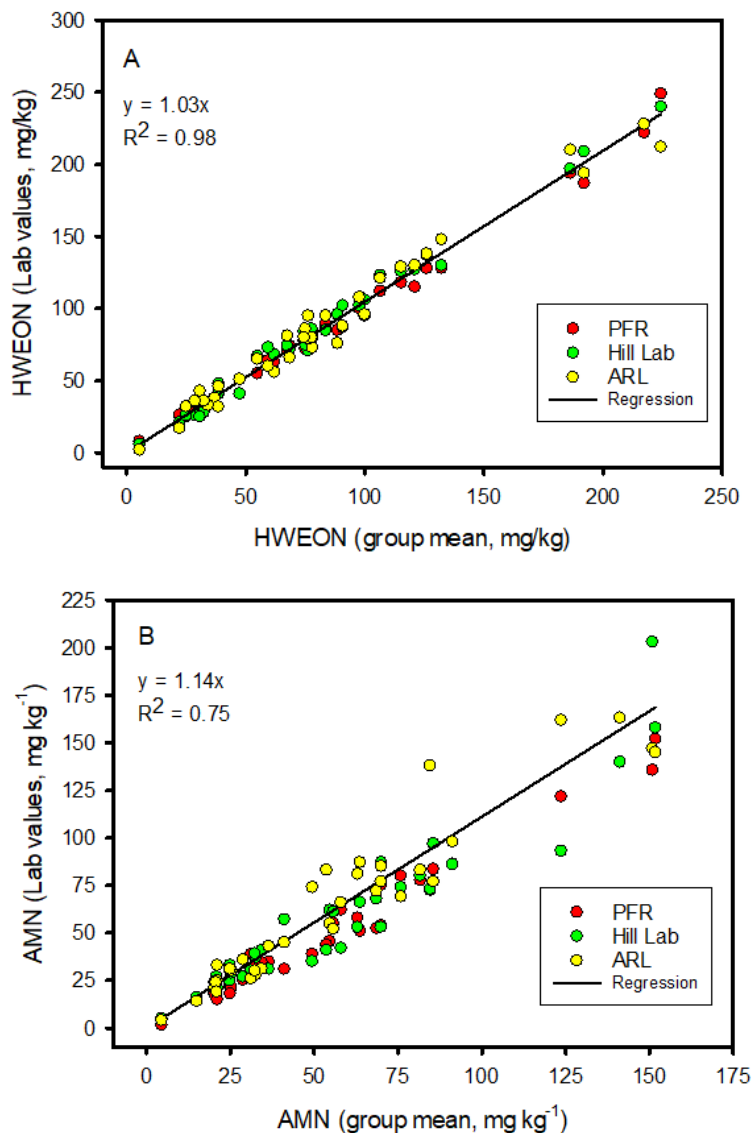 300
A
250
y = 1.03x
R² = 0.98
200
150
100
PFR
Hill Lab
50
ARL
Regression
0
0 50 100 150 200 250
HWEON (Lab values, mg/kg)
HWEON (group mean, mg/kg)
225
B
200
y = 1.14x
175
R² = 0.75
150
125
100
75
PFR
50
Hill Lab
ARL
25
Regression
0
0 25 50 75 100 125 150 175
AMN (Lab values, mg kg⁻¹)
AMN (group mean, mg kg⁻¹)